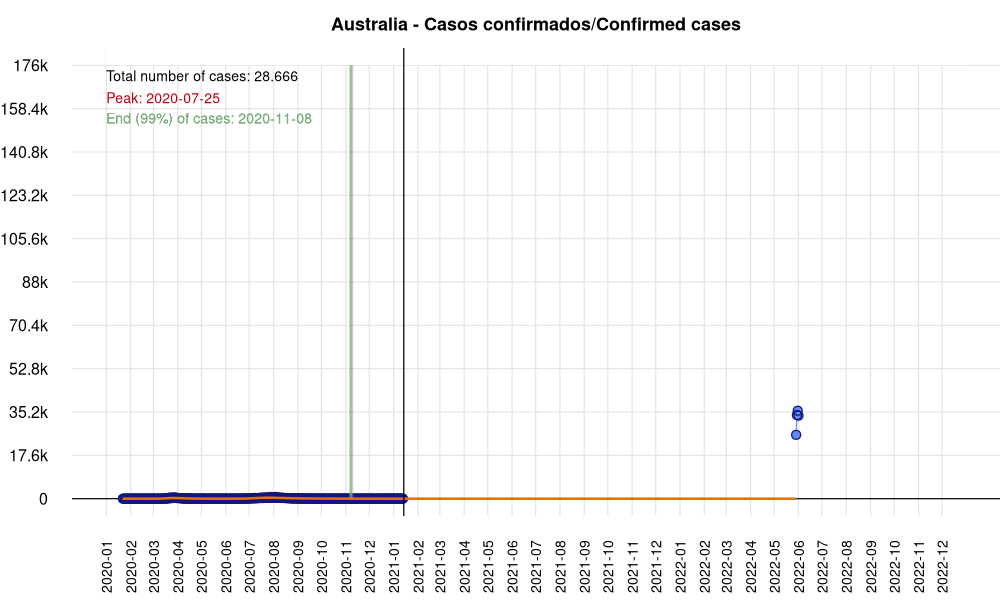 Australia - Casos confirmados/Confirmed cases
176k
158.4k
140.8k
123.2k
105.6k
88k
70.4k
52.8k
35.2k
17.6k
0
Total number of cases: 28.666
Peak: 2020-07-25
End (99%) of cases: 2020-11-08
2020-01
2020-02
2020-03
2020-04
2020-05
2020-06
2020-07
2020-08
2020-09
2020-10
2020-11
2020-12
2021-01
2021-02
2021-03
2021-04
2021-05
2021-06
2021-07
2021-08
2021-09
2021-10
2021-11
2021-12
2022-01
2022-02
2022-03
2022-04
2022-05
2022-06
2022-07
2022-08
2022-09
2022-10
2022-11
2022-12